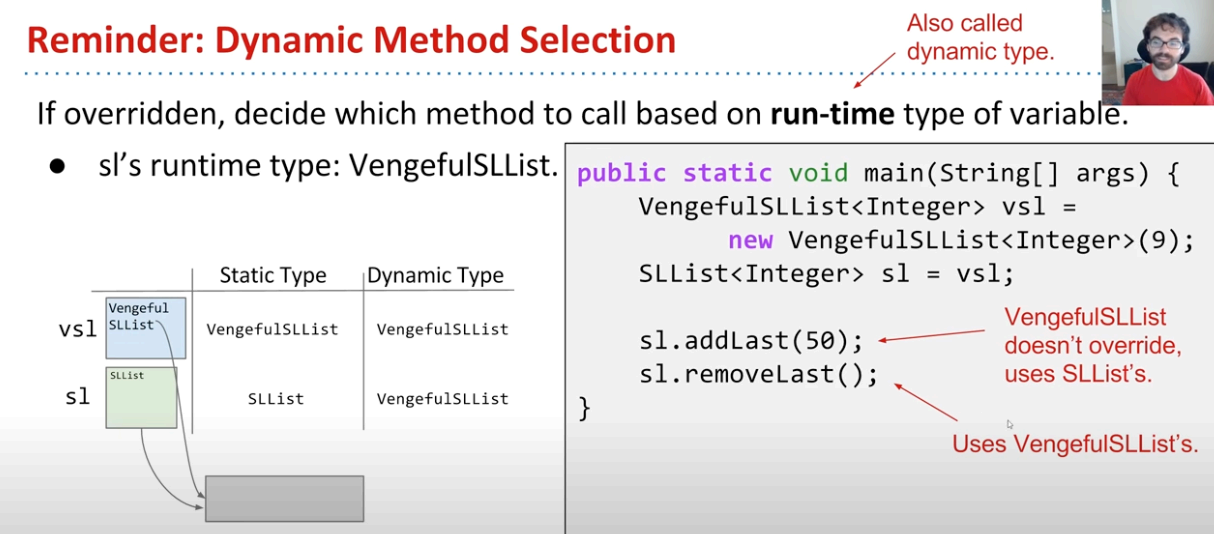 Reminder: Dynamic Method Selection
Also called
dynamic type.
If overridden, decide which method to call based on run-time type of variable.
● sl’s runtime type: VengefulSLList.
public static void main(String[] args) {
VengefulSLList<Integer> vsl =
new VengefulSLList<Integer>(9);
SLList<Integer> sl = vsl;
sl.addLast(50);
sl.removeLast();
}
VengefulSLList
doesn’t override,
uses SLList’s.
Uses VengefulSLList’s.
Static Type Dynamic Type
vsl
Vengeful
SLList
VengefulSLList VengefulSLList
sl
SLList
SLList VengefulSLList